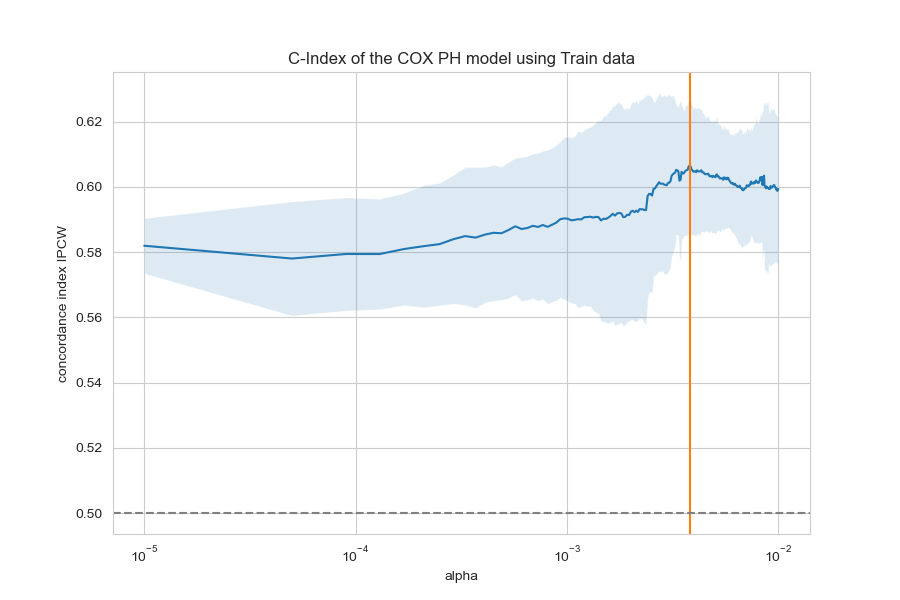 C-Index of the COX PH model using Train data
concordance index IPCW
0.62
0.60
0.58
0.56
0.54
0.52
0.50
10⁻⁵ 10⁻⁴ 10⁻³ 10⁻²
alpha